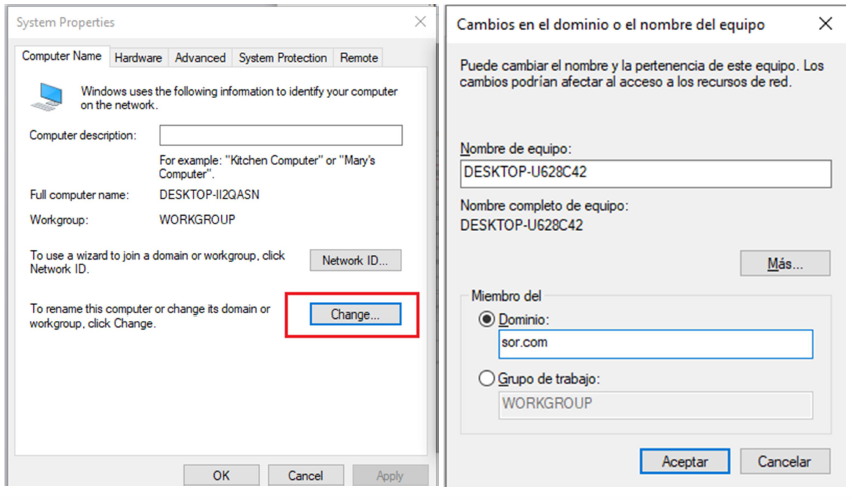 System Properties
Computer Name Hardware Advanced System Protection Remote
Windows uses the following information to identify your computer
on the network.
Computer description:
For example: "Kitchen Computer" or "Mary's
Computer".
Full computer name: DESKTOP-II2QASN
Workgroup: WORKGROUP
To use a wizard to join a domain or workgroup, click
Network ID.
Network ID...
To rename this computer or change its domain or
workgroup, click Change.
Change...
OK Cancel Apply
Cambios en el dominio o el nombre del equipo
Puede cambiar el nombre y la pertenencia de este equipo. Los
cambios podrían afectar al acceso a los recursos de red.
Nombre de equipo:
DESKTOP-U628C42
Nombre completo de equipo:
DESKTOP-U628C42
Más...
Miembro del
Dominio:
sor.com
Grupo de trabajo:
WORKGROUP
Aceptar Cancelar